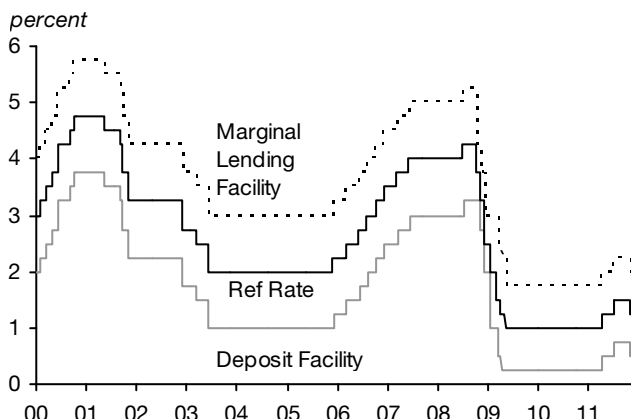 percent
6
5
4
3
2
1
0
Marginal
Lending
Facility
Ref Rate
Deposit Facility
00 01 02 03 04 05 06 07 08 09 10 11